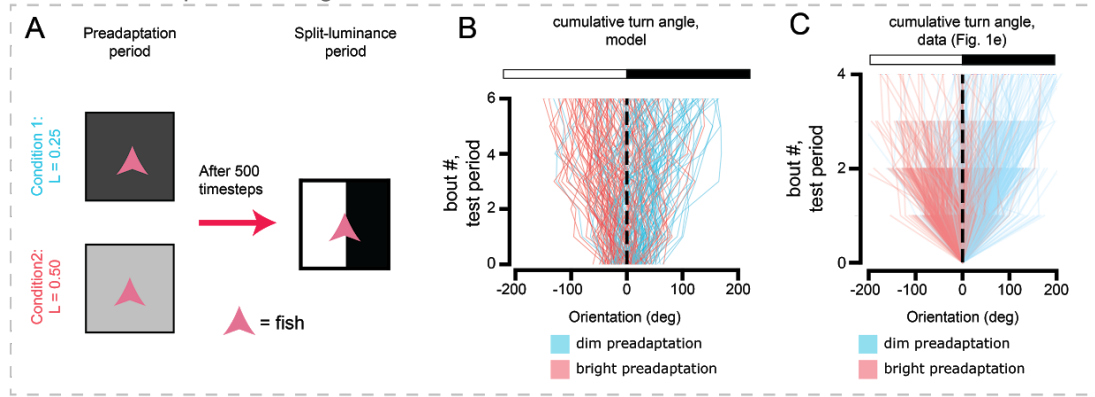 A
Preadaptation
period
Split-luminance
period
Condition 1:
L = 0.25
After 500
timesteps
Condition2:
L = 0.50
= fish
B
cumulative turn angle,
model
bout #,
test period
6
4
2
0
-200
-100
0
100
200
Orientation (deg)
dim preadaptation
bright preadaptation
C
cumulative turn angle,
data (Fig. 1e)
bout #,
test period
4
2
0
-200
-100
0
100
200
Orientation (deg)
dim preadaptation
bright preadaptation